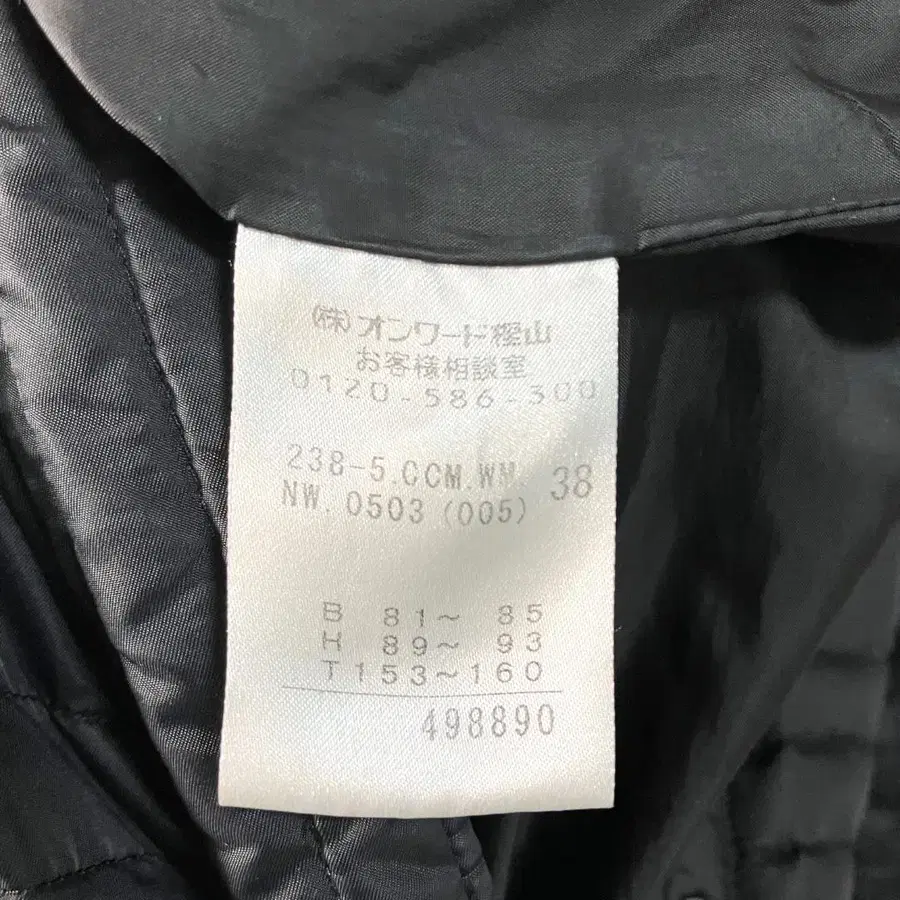 (株)オンワード樫山
お客様相談室
0120-586-300
238-5.CCM.WM. 38
NW.0503 (005)
B 81~ 85
H 89~ 93
T153~160
498890